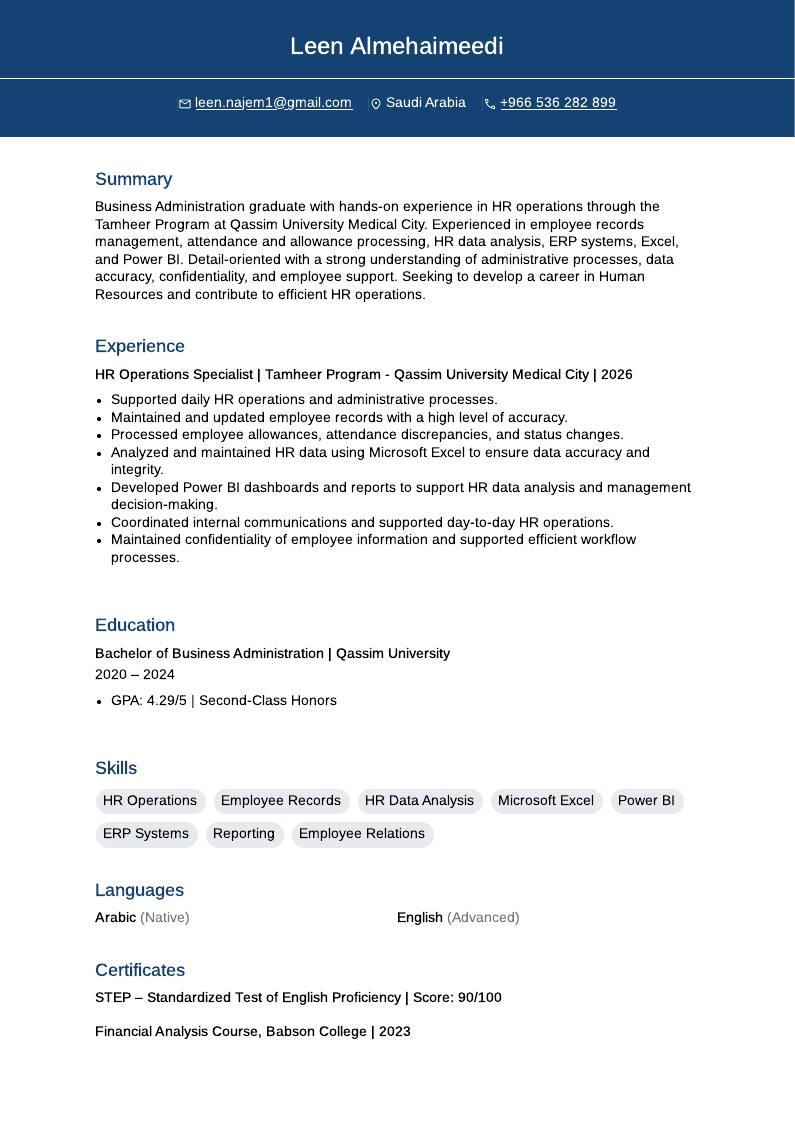 Leen Almehaimeedi
leen.najem1@gmail.com Saudi Arabia +966 536 282 899
Summary
Business Administration graduate with hands-on experience in HR operations through the
Tamheer Program at Qassim University Medical City. Experienced in employee records
management, attendance and allowance processing, HR data analysis, ERP systems, Excel,
and Power BI. Detail-oriented with a strong understanding of administrative processes, data
accuracy, confidentiality, and employee support. Seeking to develop a career in Human
Resources and contribute to efficient HR operations.
Experience
HR Operations Specialist | Tamheer Program - Qassim University Medical City | 2026
• Supported daily HR operations and administrative processes.
• Maintained and updated employee records with a high level of accuracy.
• Processed employee allowances, attendance discrepancies, and status changes.
• Analyzed and maintained HR data using Microsoft Excel to ensure data accuracy and
integrity.
• Developed Power BI dashboards and reports to support HR data analysis and management
decision-making.
• Coordinated internal communications and supported day-to-day HR operations.
• Maintained confidentiality of employee information and supported efficient workflow
processes.
Education
Bachelor of Business Administration | Qassim University
2020 – 2024
• GPA: 4.29/5 | Second-Class Honors
Skills
HR Operations Employee Records HR Data Analysis Microsoft Excel Power BI
ERP Systems Reporting Employee Relations
Languages
Arabic (Native) English (Advanced)
Certificates
STEP – Standardized Test of English Proficiency | Score: 90/100
Financial Analysis Course, Babson College | 2023